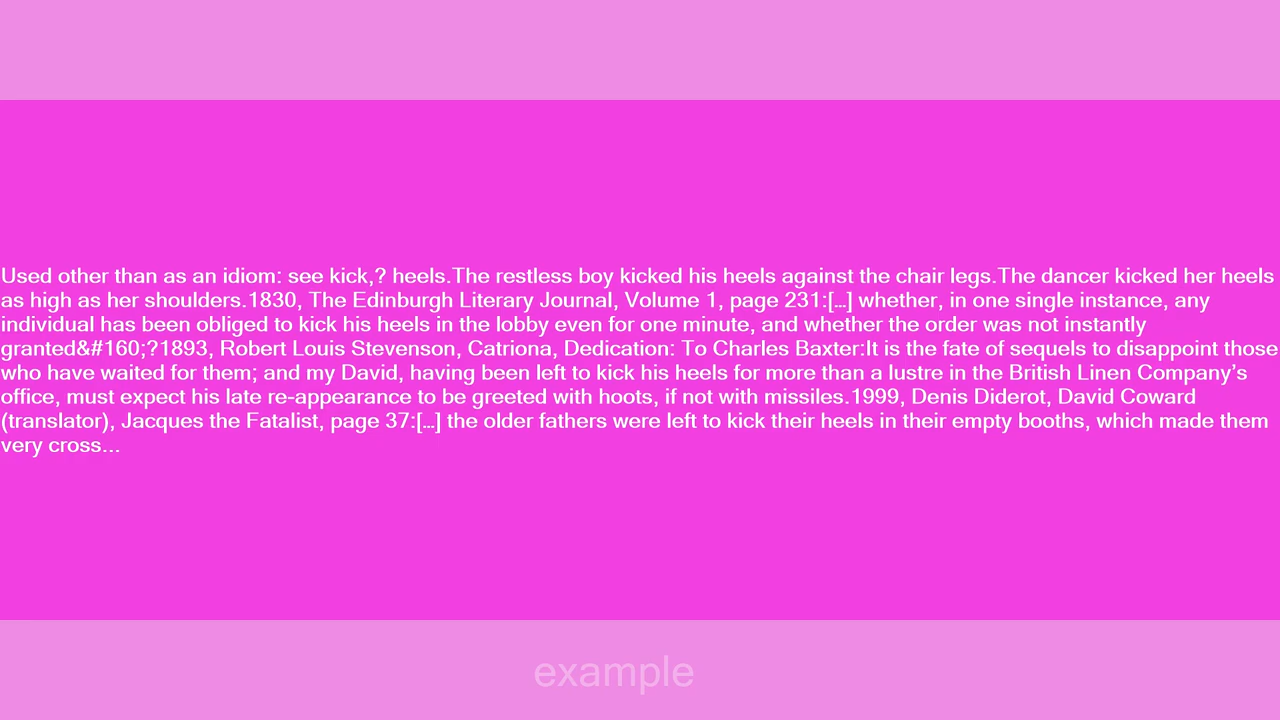 Used other than as an idiom: see kick,? heels.The restless boy kicked his heels against the chair legs.The dancer kicked her heels
as high as her shoulders.1830, The Edinburgh Literary Journal, Volume 1, page 231:[…] whether, in one single instance, any
individual has been obliged to kick his heels in the lobby even for one minute, and whether the order was not instantly
granted&#160;?1893, Robert Louis Stevenson, Catriona, Dedication: To Charles Baxter:It is the fate of sequels to disappoint those
who have waited for them; and my David, having been left to kick his heels for more than a lustre in the British Linen Company’s
office, must expect his late re-appearance to be greeted with hoots, if not with missiles.1999, Denis Diderot, David Coward
(translator), Jacques the Fatalist, page 37:[…] the older fathers were left to kick their heels in their empty booths, which made them
very cross...
example